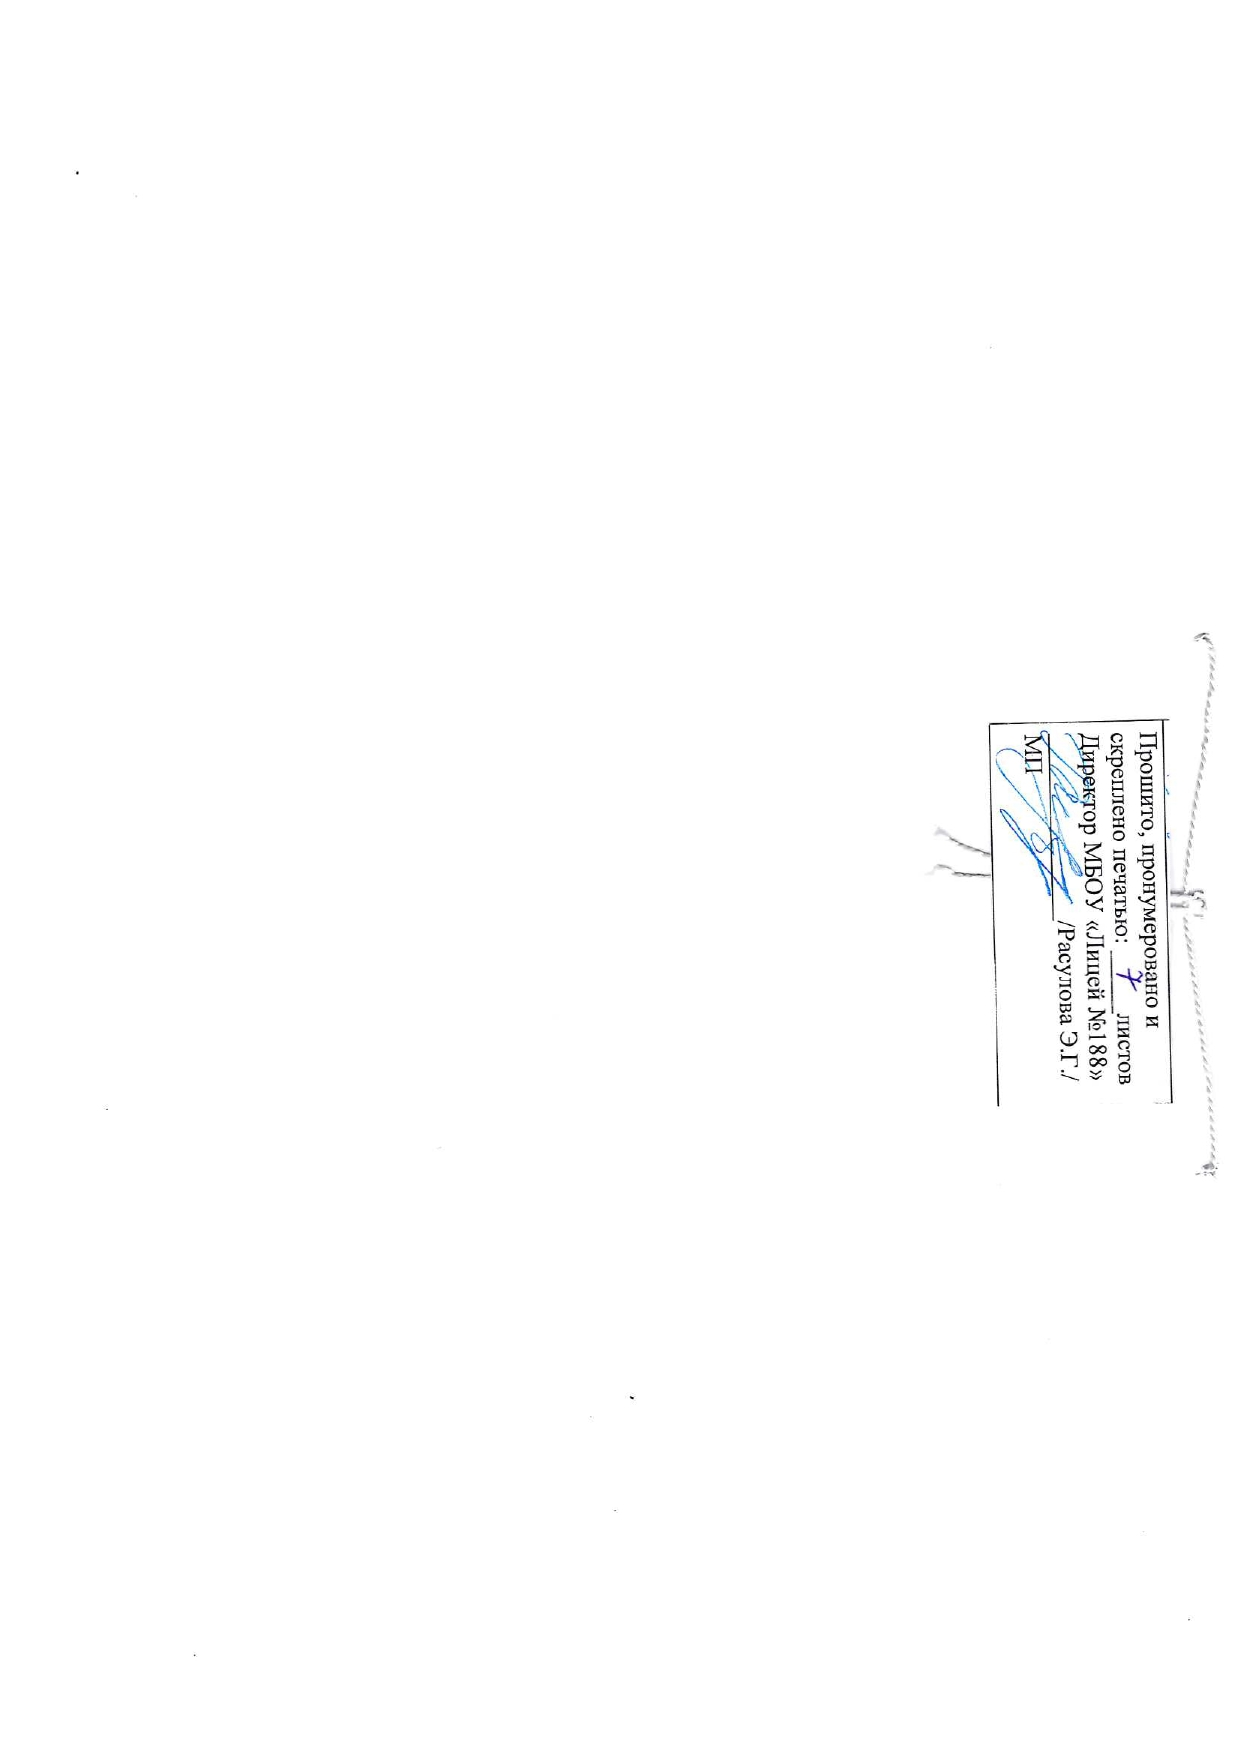 Прошито, пронумеровано и
скреплено печатью: 7 листов
Директор МБОУ «Лицей №188»
/Расулова Э.Г./
МП